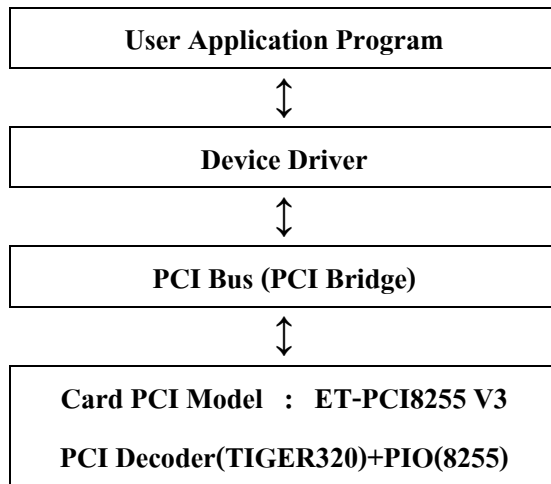 User Application Program
Device Driver
PCI Bus (PCI Bridge)
Card PCI Model : ET-PCI8255 V3
PCI Decoder(TIGER320)+PIO(8255)